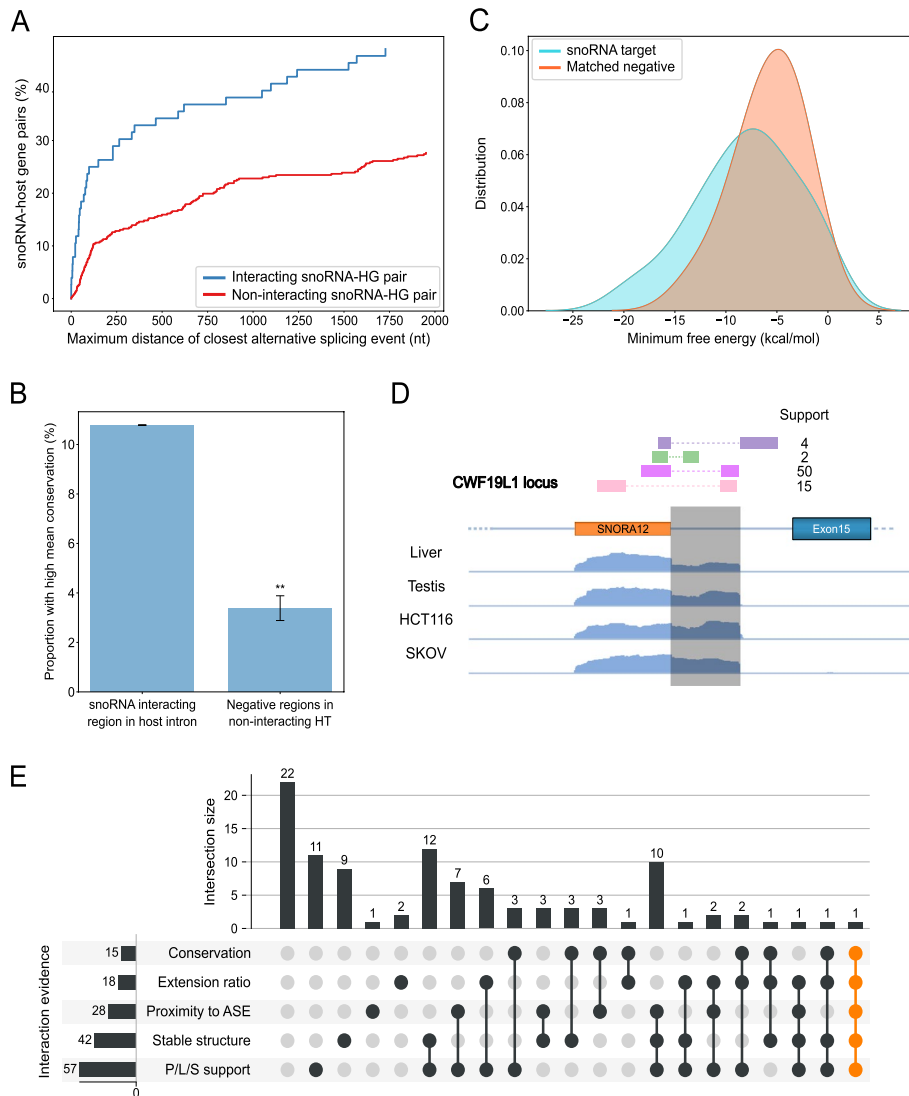 A
snoRNA-host gene pairs (%)
40
30
20
10
0
Interacting snoRNA-HG pair
Non-interacting snoRNA-HG pair
0 250 500 750 1000 1250 1500 1750 2000
Maximum distance of closest alternative splicing event (nt)
C
snoRNA target
Matched negative
Distribution
0.10
0.08
0.06
0.04
0.02
0.00
−25 −20 −15 −10 −5 0 5
Minimum free energy (kcal/mol)
B
Proportion with high mean conservation (%)
10
8
6
4
2
0
**
snoRNA interacting region in host intron
Negative regions in non-interacting HT
D
Support
4
2
50
15
CWF19L1 locus
SNORA12
Exon15
Liver
Testis
HCT116
SKOV
E
Intersection size
20
15
10
5
0
22 11 9 1 2 12 7 6 3 3 3 3 1 10 1 2 2 1 1 1 1
Interaction evidence
15 Conservation
18 Extension ratio
28 Proximity to ASE
42 Stable structure
57 P/L/S support
0